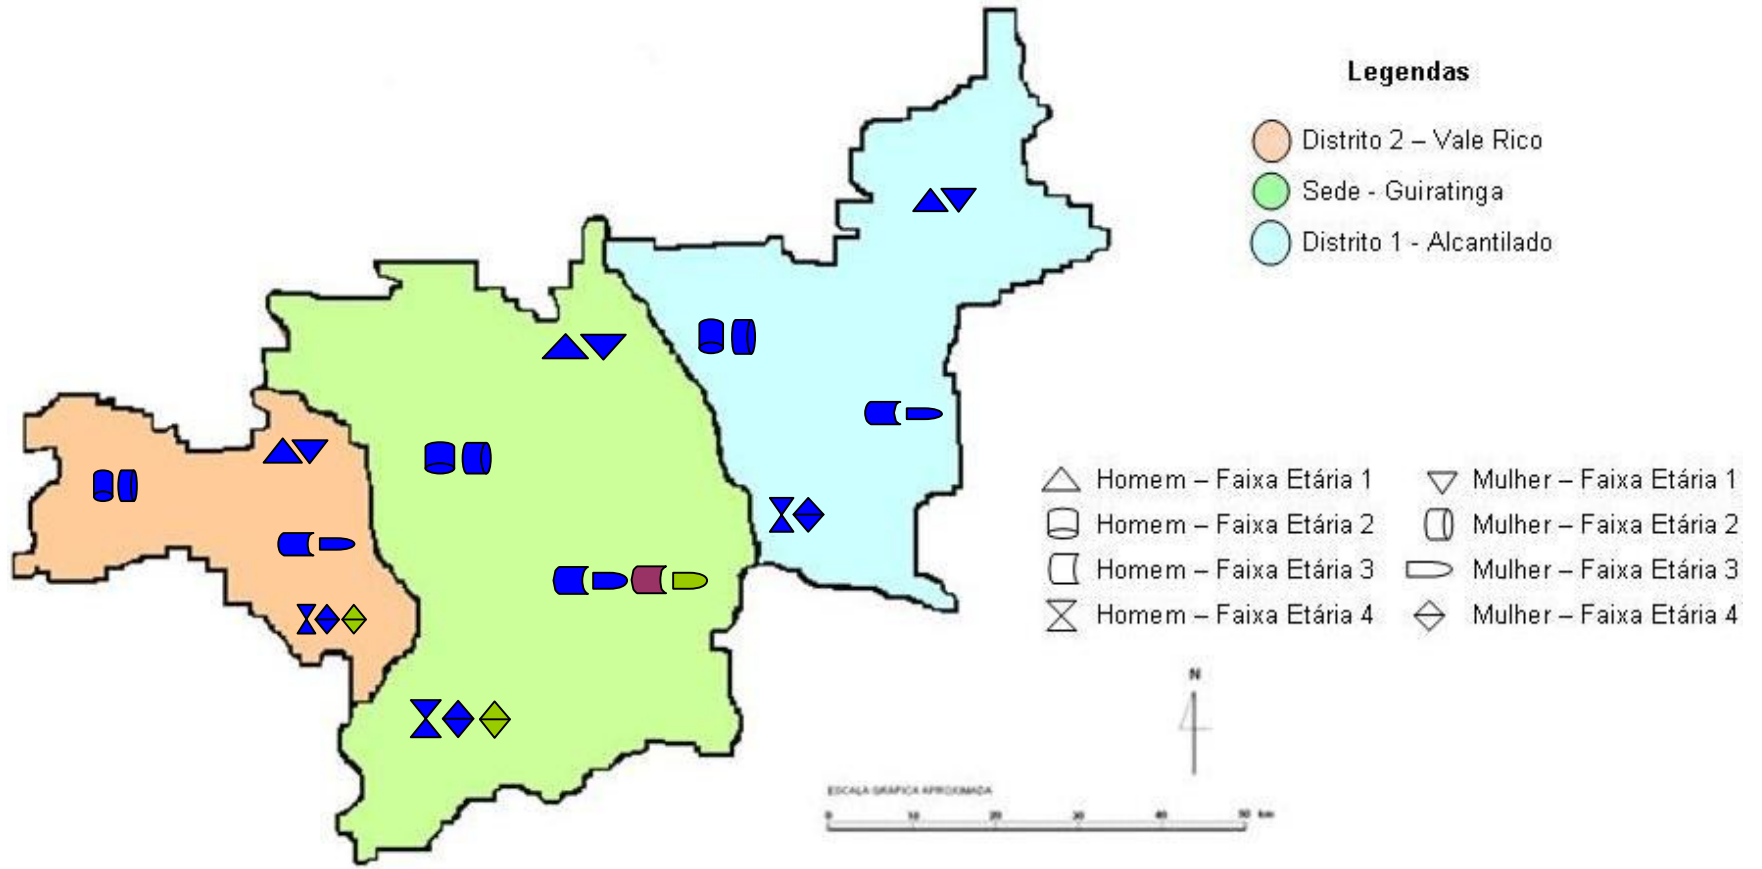 Legendas
Distrito 2 – Vale Rico
Sede - Guiratinga
Distrito 1 - Alcantilado
Homem – Faixa Etária 1
Mulher – Faixa Etária 1
Homem – Faixa Etária 2
Mulher – Faixa Etária 2
Homem – Faixa Etária 3
Mulher – Faixa Etária 3
Homem – Faixa Etária 4
Mulher – Faixa Etária 4
N
ESCALA GRÁFICA APROXIMADA
0 10 20 30 40 50 km